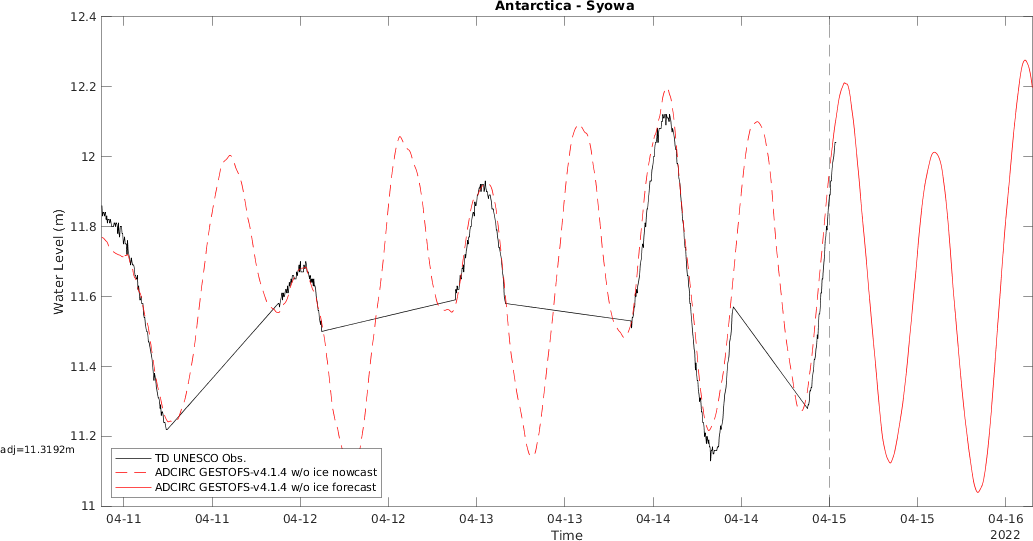 Antarctica - Syowa
12.4
12.2
12
11.8
11.6
11.4
11.2
11
Water Level (m)
adj=11.3192m
TD UNESCO Obs.
ADCIRC GESTOFS-v4.1.4 w/o ice nowcast
ADCIRC GESTOFS-v4.1.4 w/o ice forecast
04-11 04-11 04-12 04-12 04-13 04-13 04-14 04-14 04-15 04-15 04-16
Time
2022